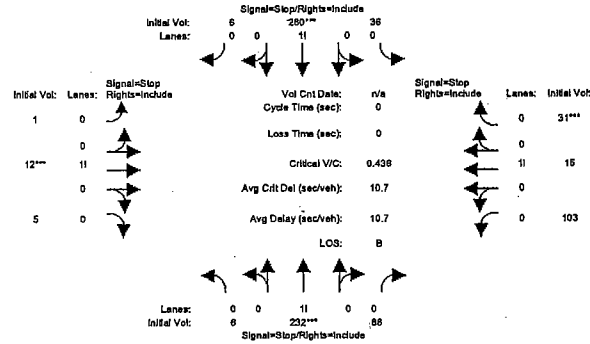 Signal=Stop/Rights=Include
Initial Vol: 6 280*** 36
Lanes: 0 0 1! 0 0
Signal=Stop
Initial Vol: Lanes: Rights=Include
Vol Cnt Date: n/a
Signal=Stop
Rights=Include Lanes: Initial Vol:
Cycle Time (sec): 0
1 0
0 31***
Loss Time (sec): 0
0
0
12*** 1!
Critical V/C: 0.438
1! 15
0
Avg Crit Del (sec/veh): 10.7
0
5 0
Avg Delay (sec/veh): 10.7
0 103
LOS: B
Lanes: 0 0 1! 0 0
Initial Vol: 6 232*** 88
Signal=Stop/Rights=Include